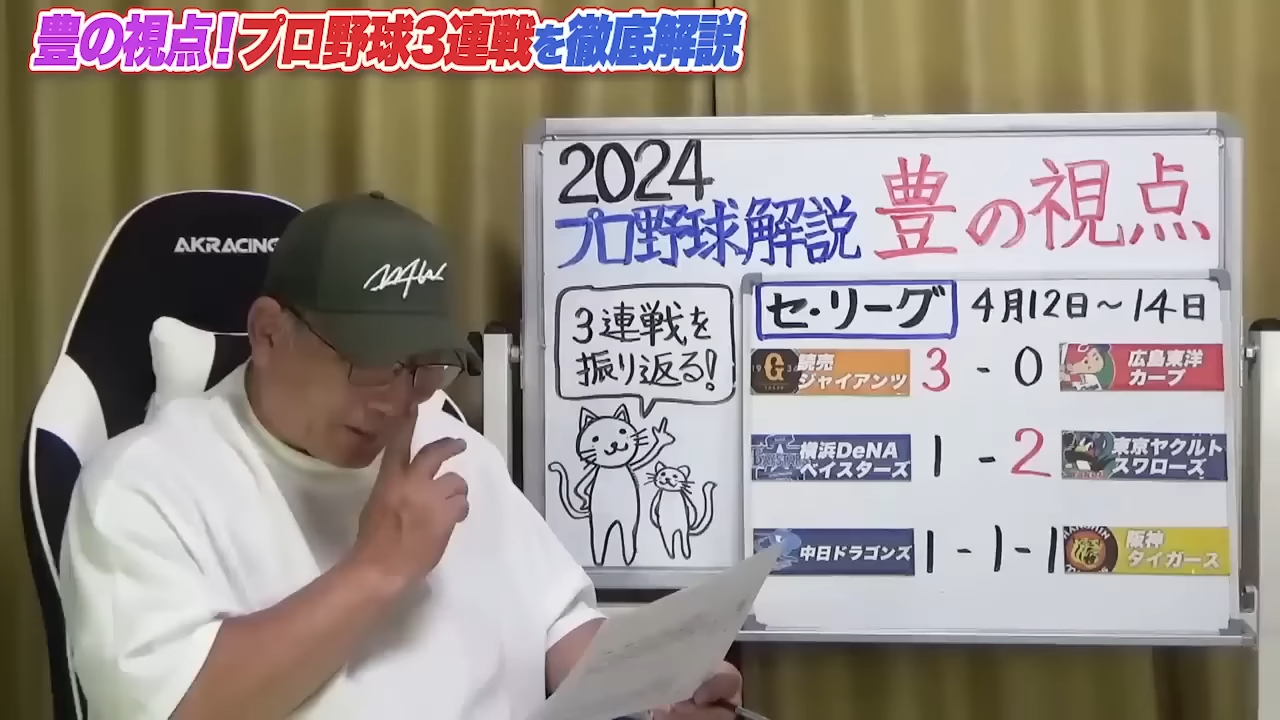 豊の視点！プロ野球3連戦を徹底解説
AKRACING
2024
プロ野球解説 豊の視点
3連戦を
振り返る!
セ・リーグ 4月12日〜14日
G 読売
ジャイアンツ 3 - 0 広島東洋
カープ
横浜DeNA
ベイスターズ 1 - 2 東京ヤクルト
スワローズ
中日ドラゴンズ 1 - 1 - 1 阪神
タイガース